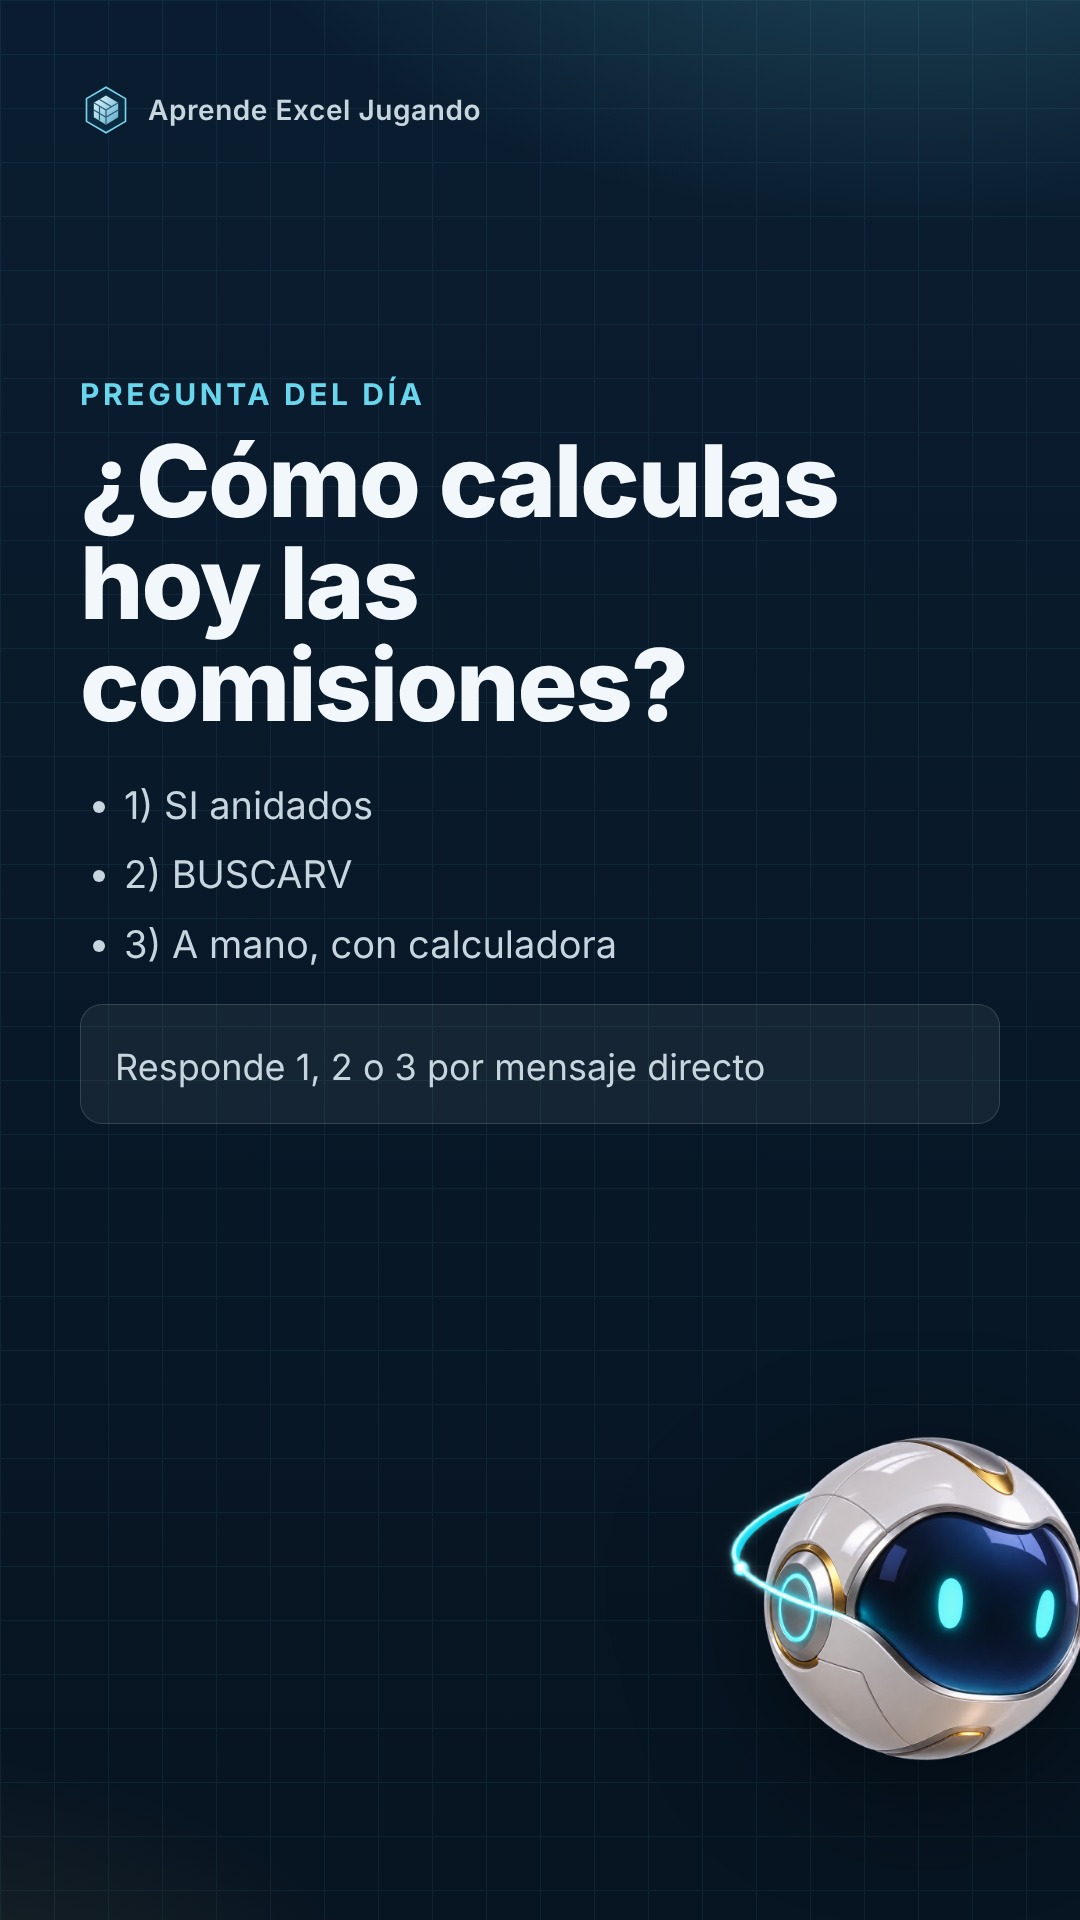 Aprende Excel Jugando
PREGUNTA DEL DÍA
¿Cómo calculas
hoy las
comisiones?
• 1) SI anidados
• 2) BUSCARV
• 3) A mano, con calculadora
Responde 1, 2 o 3 por mensaje directo